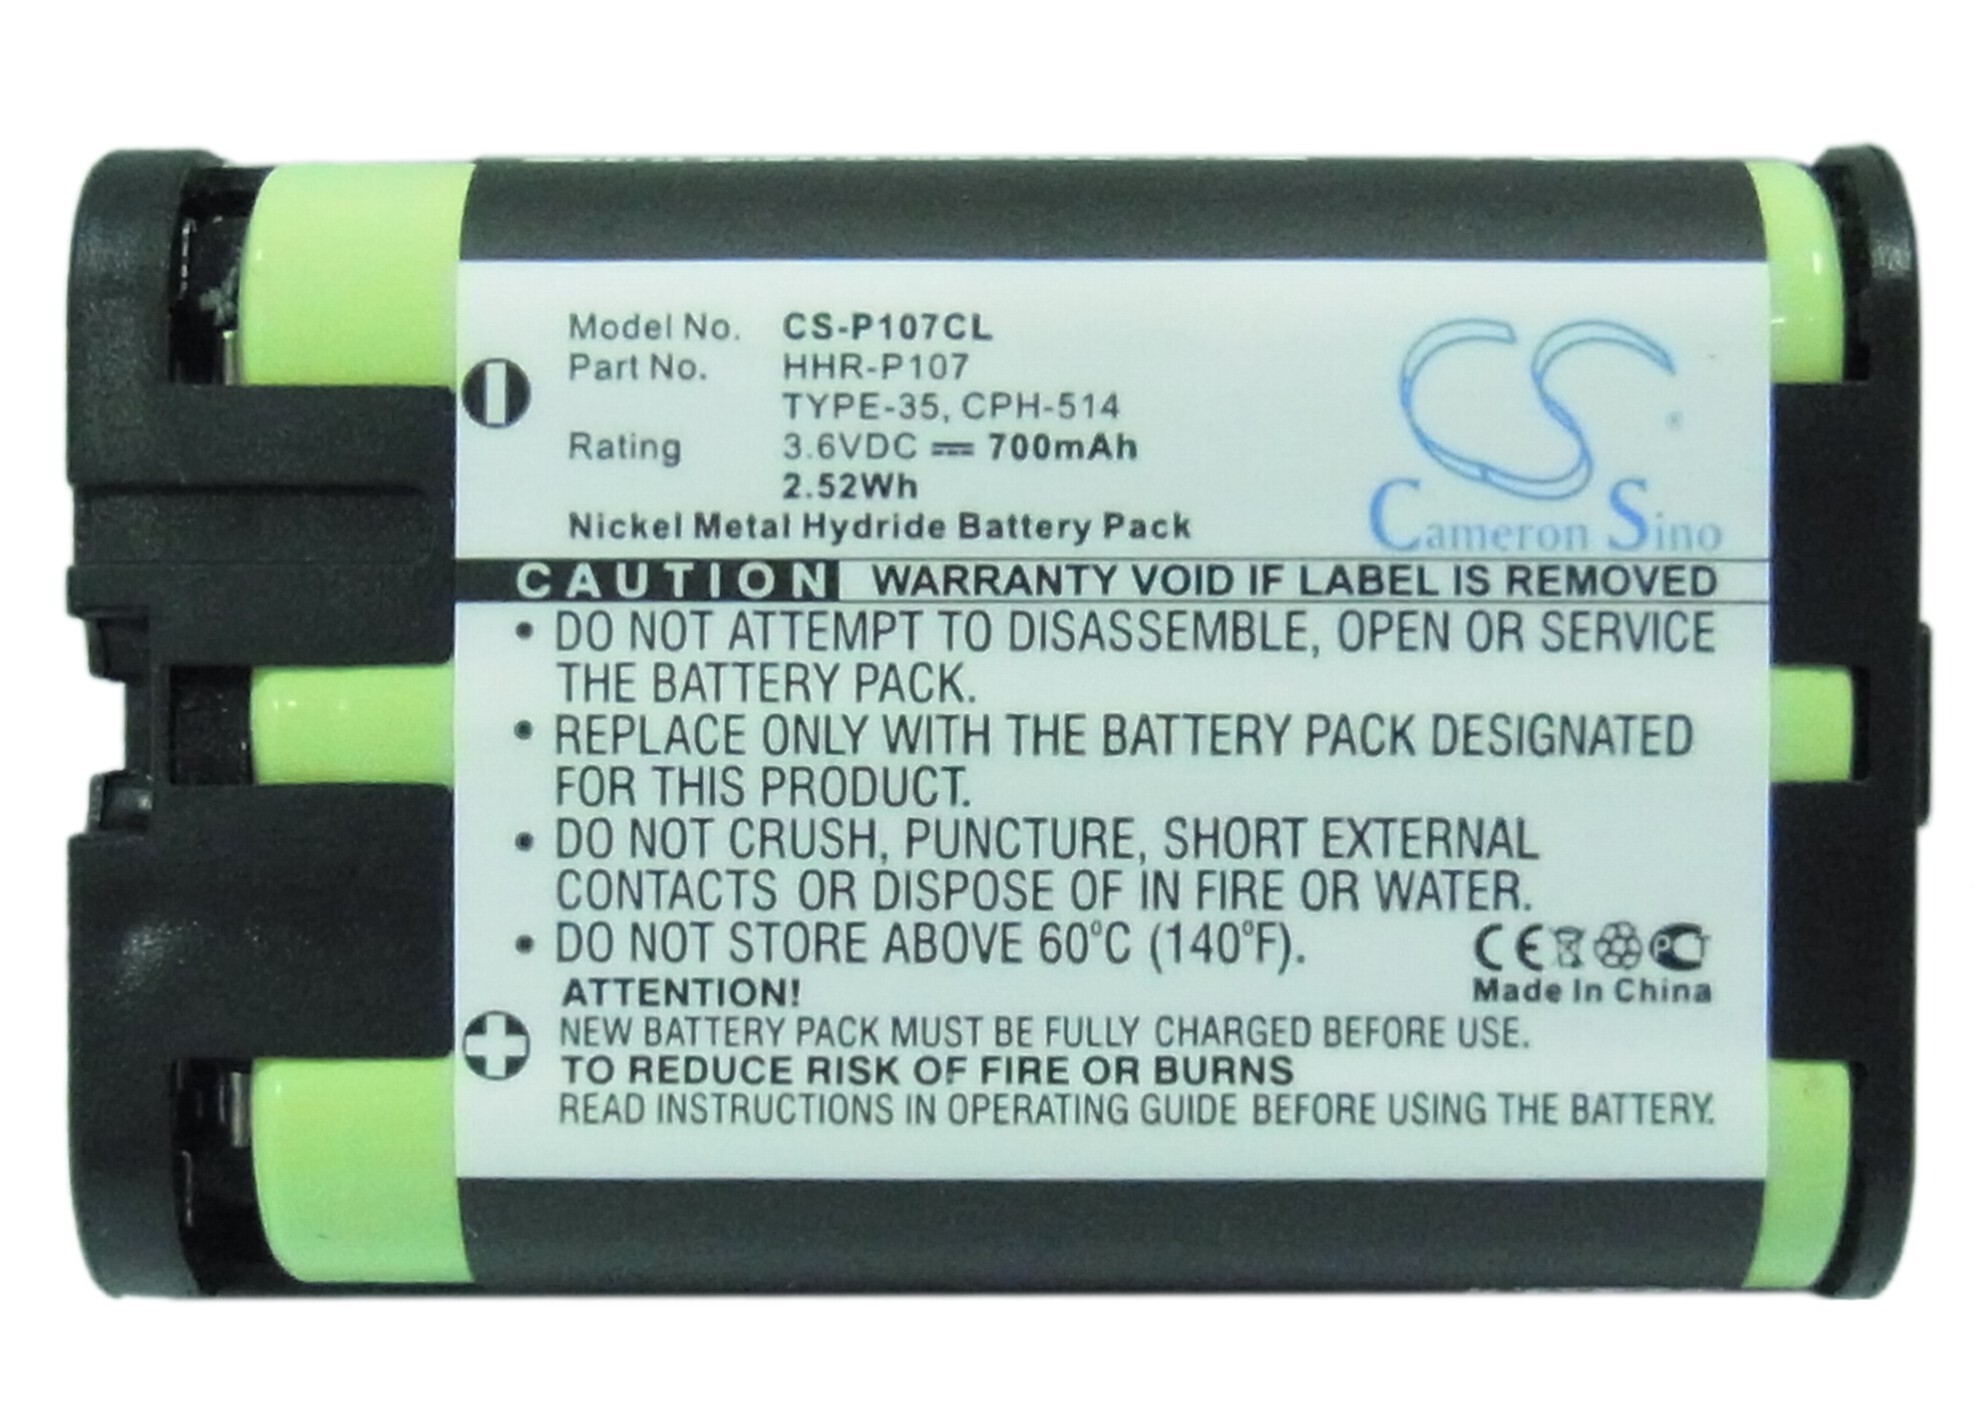 Model No. CS-P107CL
Part No. HHR-P107
TYPE-35, CPH-514
Rating 3.6VDC 700mAh
2.52Wh
Nickel Metal Hydride Battery Pack
CS
®
Cameron Sino
CAUTION WARRANTY VOID IF LABEL IS REMOVED
• DO NOT ATTEMPT TO DISASSEMBLE, OPEN OR SERVICE
THE BATTERY PACK.
• REPLACE ONLY WITH THE BATTERY PACK DESIGNATED
FOR THIS PRODUCT.
• DO NOT CRUSH, PUNCTURE, SHORT EXTERNAL
CONTACTS OR DISPOSE OF IN FIRE OR WATER.
• DO NOT STORE ABOVE 60°C (140°F).
CE
Made In China
ATTENTION!
NEW BATTERY PACK MUST BE FULLY CHARGED BEFORE USE.
TO REDUCE RISK OF FIRE OR BURNS
READ INSTRUCTIONS IN OPERATING GUIDE BEFORE USING THE BATTERY.